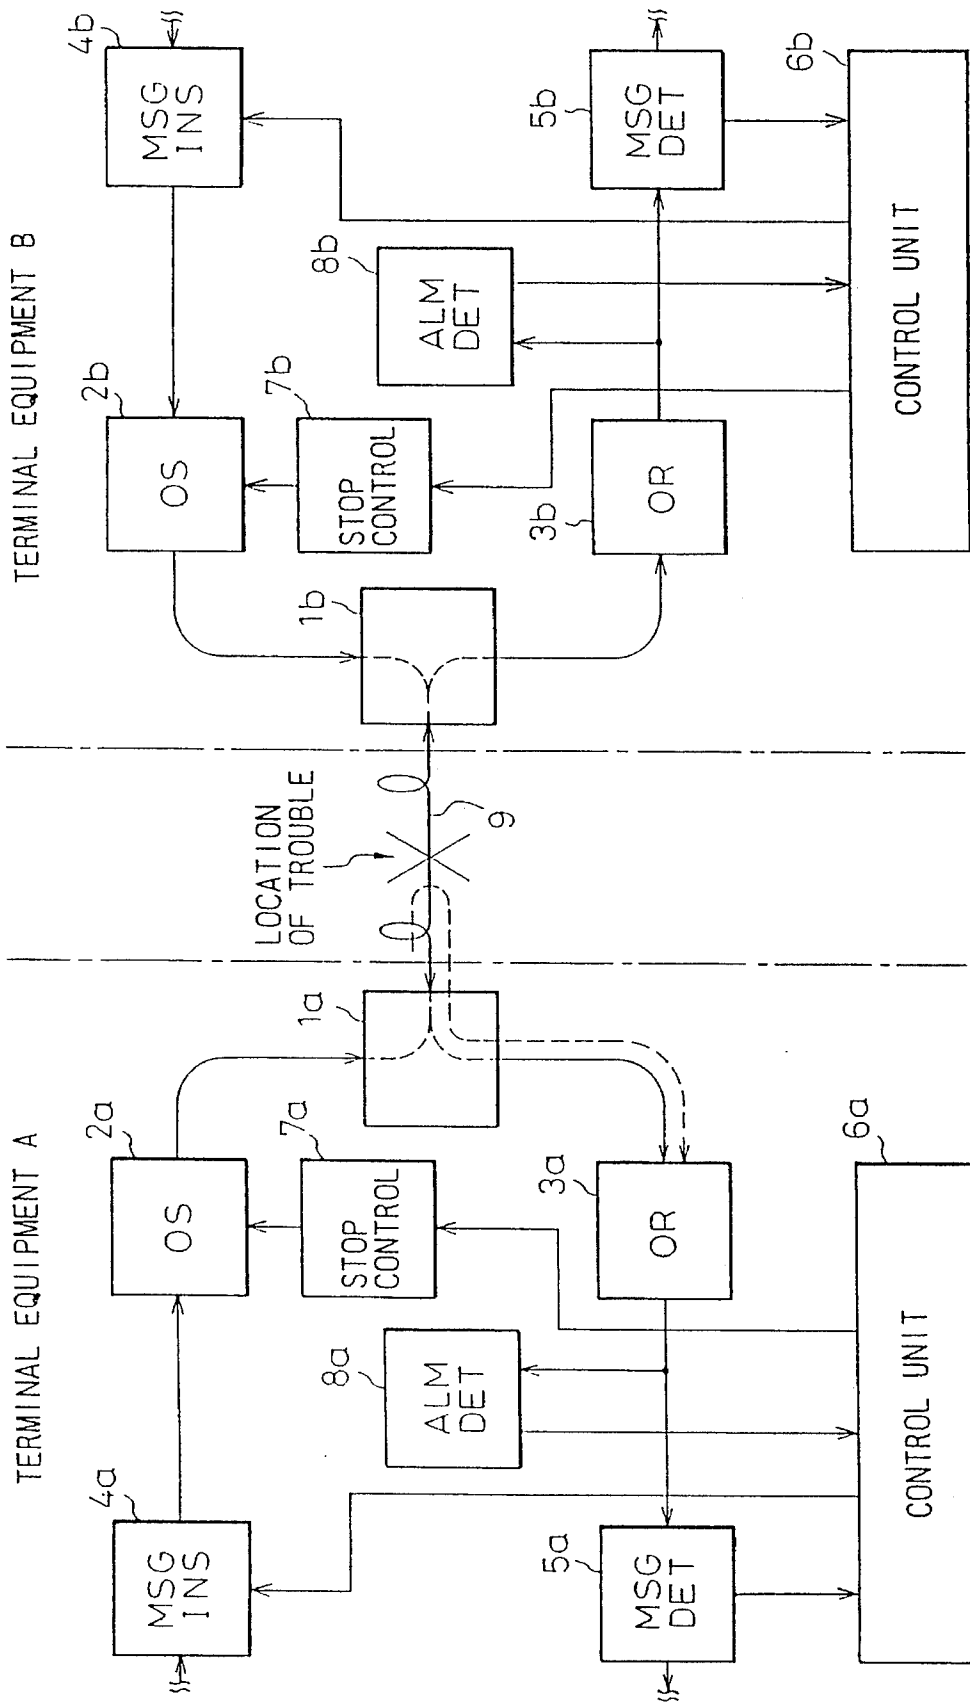 TERMINAL EQUIPMENT A
TERMINAL EQUIPMENT B
4a
MSG
INS
2a
OS
7a
STOP
CONTROL
8a
ALM
DET
1a
3a
OR
5a
MSG
DET
6a
CONTROL UNIT
LOCATION
OF TROUBLE
9
2b
OS
4b
MSG
INS
7b
STOP
CONTROL
8b
ALM
DET
1b
3b
OR
5b
MSG
DET
6b
CONTROL UNIT